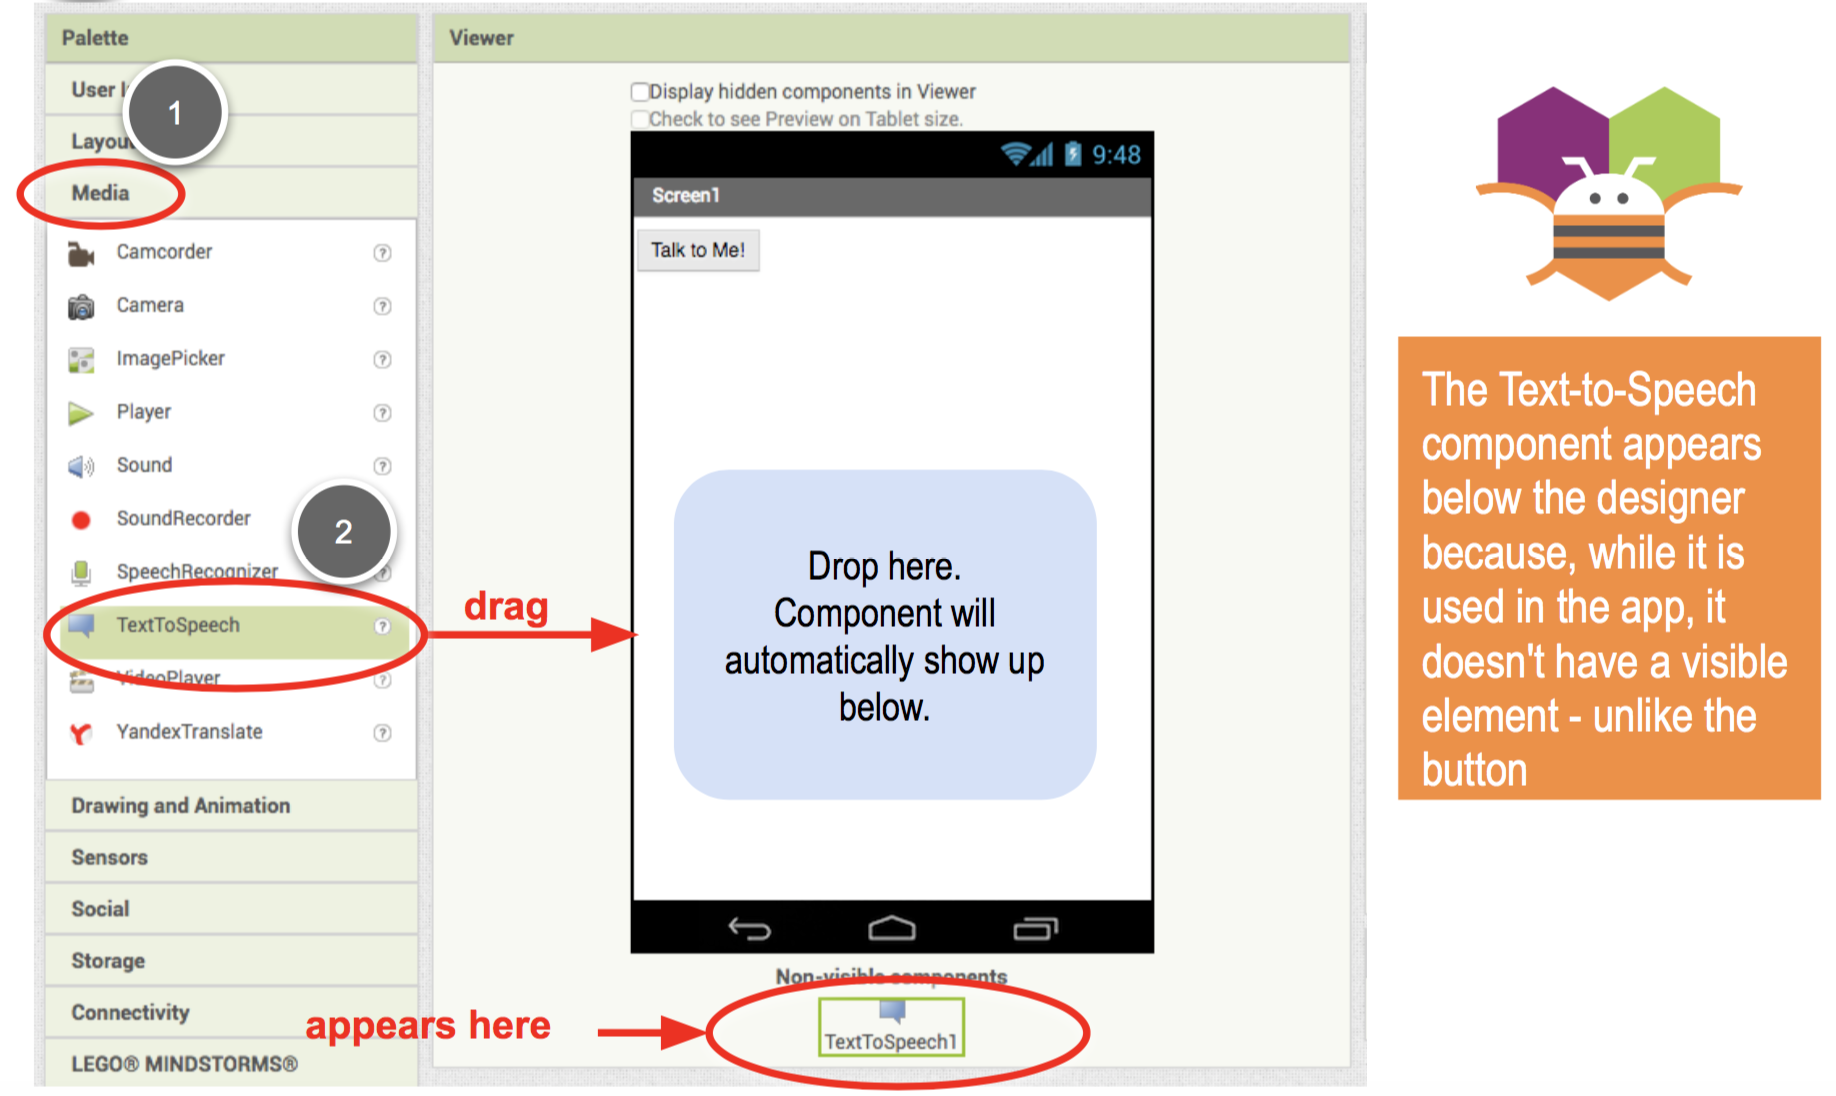 Palette
User I
1
Layou
Media
Camcorder
?
Camera
?
ImagePicker
?
Player
?
Sound
?
SoundRecorder
2
SpeechRecognizer
?
TextToSpeech
?
VideoPlayer
?
YandexTranslate
?
Drawing and Animation
Sensors
Social
Storage
Connectivity
LEGO® MINDSTORMS®
drag
appears here
Viewer
Display hidden components in Viewer
Check to see Preview on Tablet size.
9:48
Screen1
Talk to Me!
Drop here.
Component will
automatically show up
below.
Non-visible components
TextToSpeech1
The Text-to-Speech
component appears
below the designer
because, while it is
used in the app, it
doesn't have a visible
element - unlike the
button